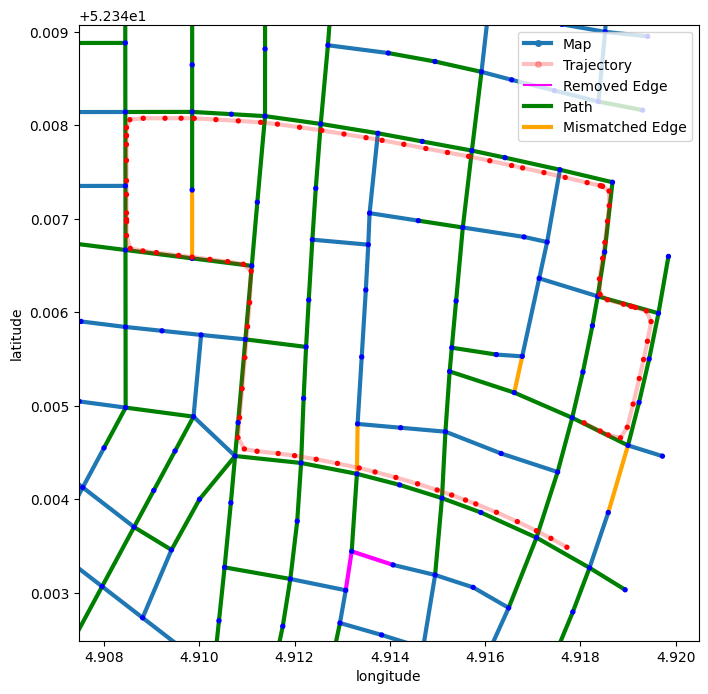 +5.234e1
0.009
0.008
0.007
0.006
0.005
0.004
0.003
latitude
Map
Trajectory
Removed Edge
Path
Mismatched Edge
4.908 4.910 4.912 4.914 4.916 4.918 4.920
longitude